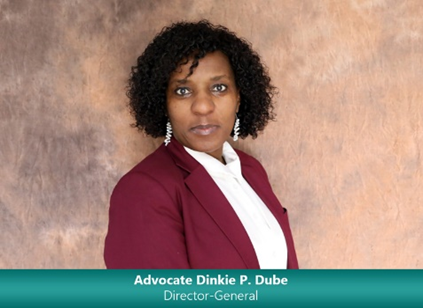 Advocate Dinkie P. Dube
Director-General